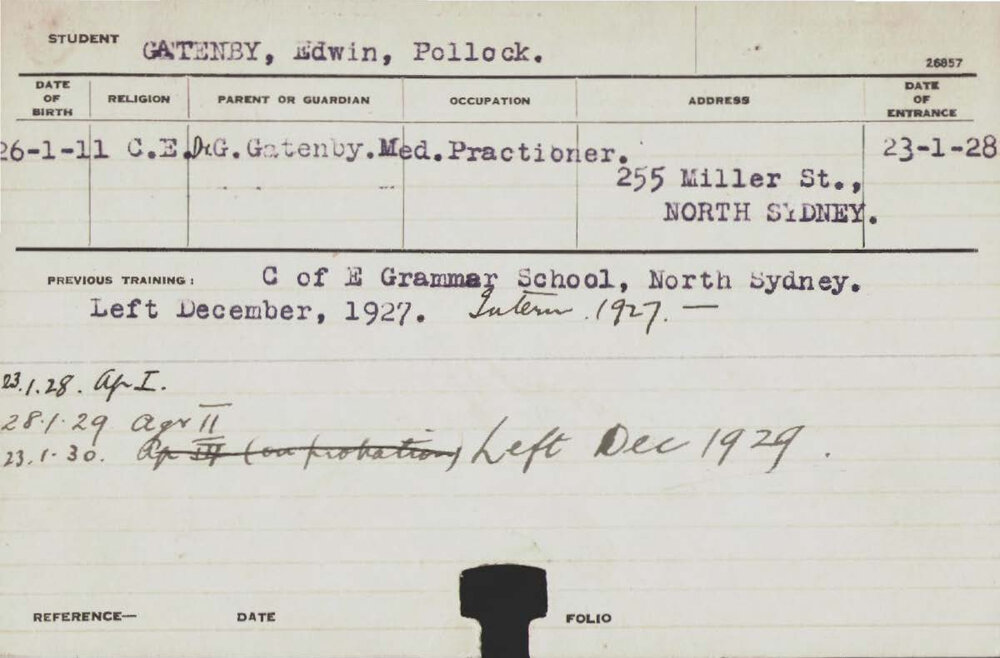 STUDENT GATENBY, Edwin, Pollock.
26857
DATE OF BIRTH RELIGION PARENT OR GUARDIAN OCCUPATION ADDRESS DATE OF ENTRANCE
26-1-11 C.E. Dr G. Gatenby. Med. Practioner. 23-1-28
255 Miller St.,
NORTH SYDNEY.
PREVIOUS TRAINING: C of E Grammar School, North Sydney.
Left December, 1927. Interm. 1927. —
23.1.28. Agr I.
28.1.29 Agr II
23.1.30. Agr III (on probation) Left Dec 1929.
REFERENCE— DATE FOLIO